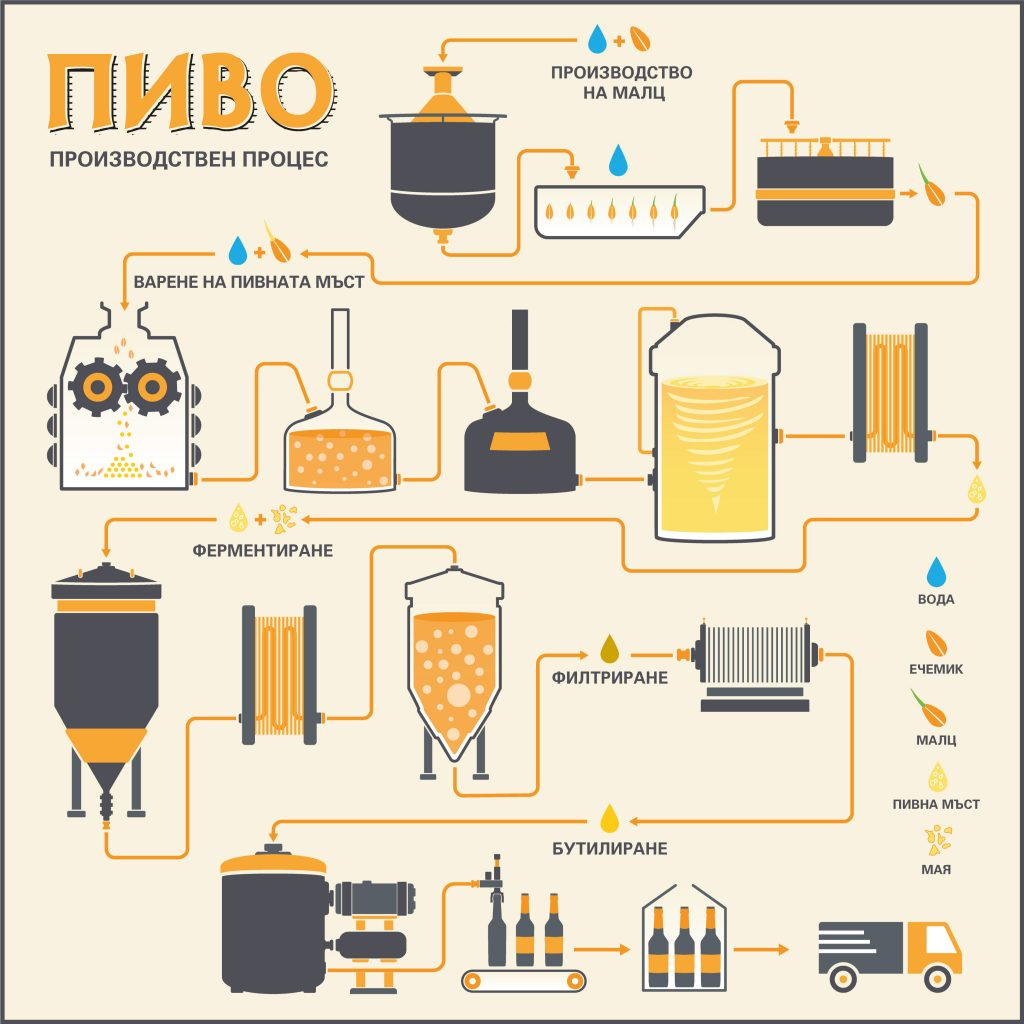 ПИВО
ПРОИЗВОДСТВЕН ПРОЦЕС
ПРОИЗВОДСТВО
НА МАЛЦ
ВАРЕНЕ НА ПИВНАТА МЪСТ
ФЕРМЕНТИРАНЕ
ФИЛТРИРАНЕ
БУТИЛИРАНЕ
ВОДА
ЕЧЕМИК
МАЛЦ
ПИВНА МЪСТ
МАЯ